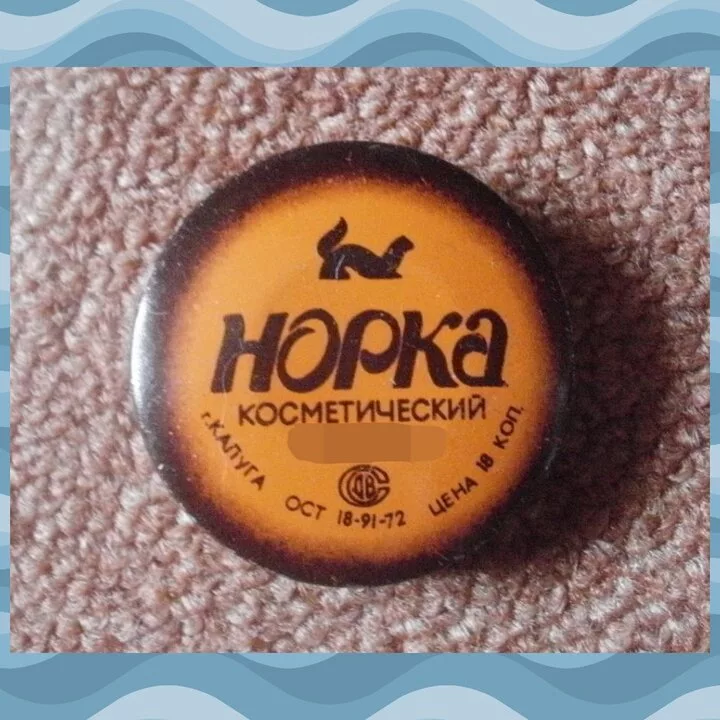 НОРКА
КОСМЕТИЧЕСКИЙ
г.КАЛУГА
ОСТ 18-91-72
ЦЕНА 18 КОП.